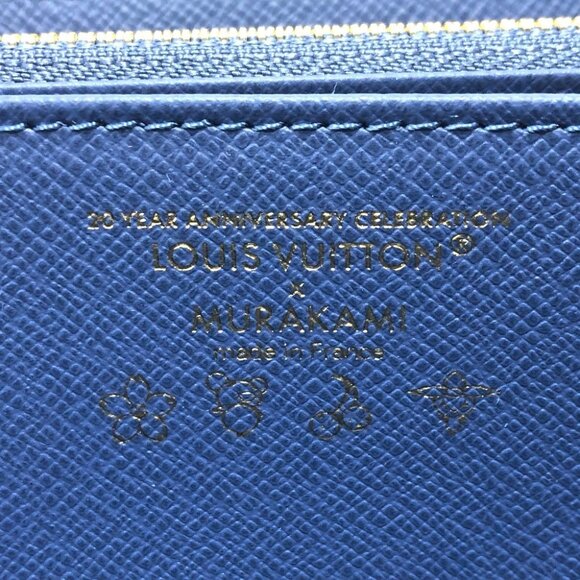 20 YEAR ANNIVERSARY CELEBRATION
LOUIS VUITTON®
x
MURAKAMI
made in France